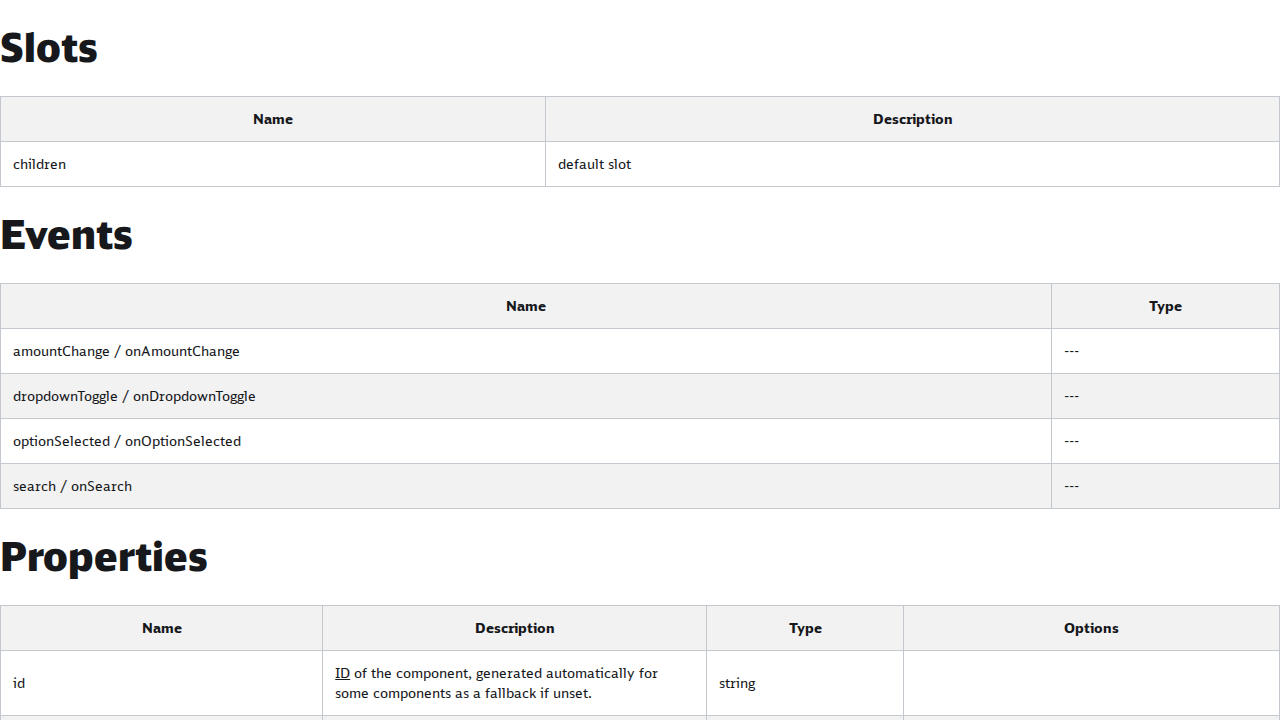 Slots
Name Description
children default slot
Events
Name Type
amountChange / onAmountChange ---
dropdownToggle / onDropdownToggle ---
optionSelected / onOptionSelected ---
search / onSearch ---
Properties
Name Description Type Options
id ID of the component, generated automatically for some components as a fallback if unset. string